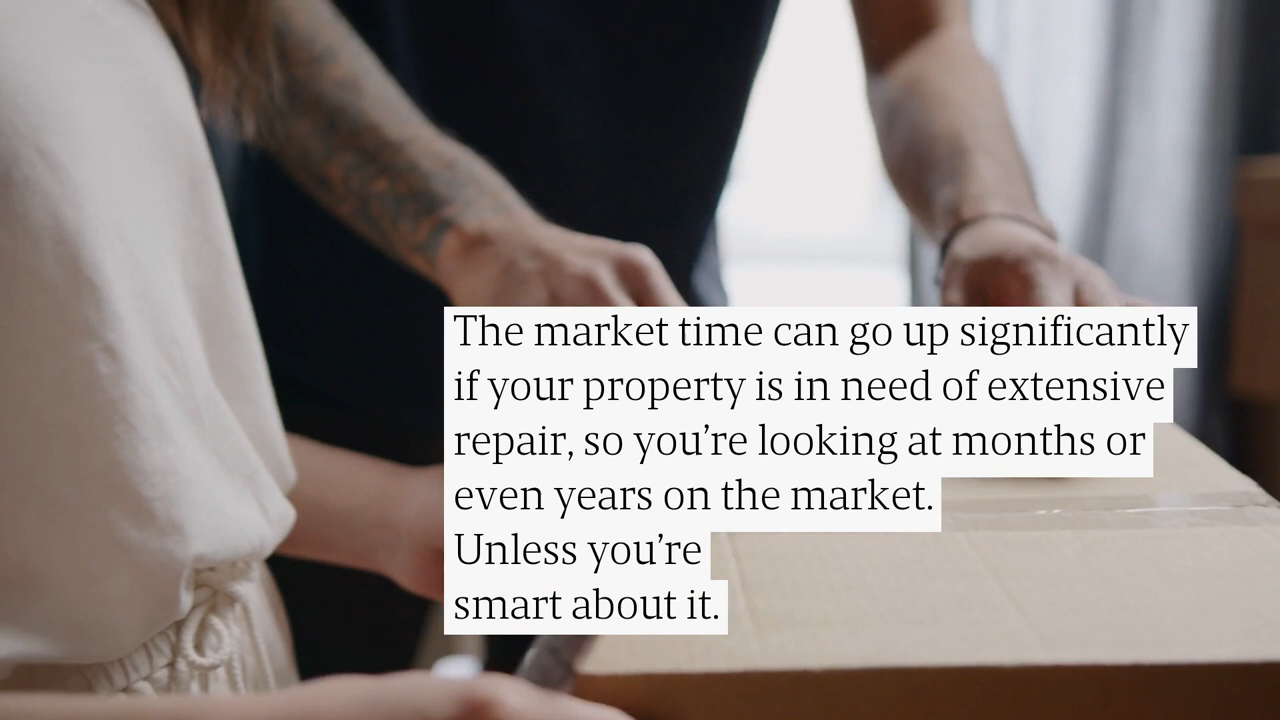 The market time can go up significantly
if your property is in need of extensive
repair, so you’re looking at months or
even years on the market.
Unless you’re
smart about it.